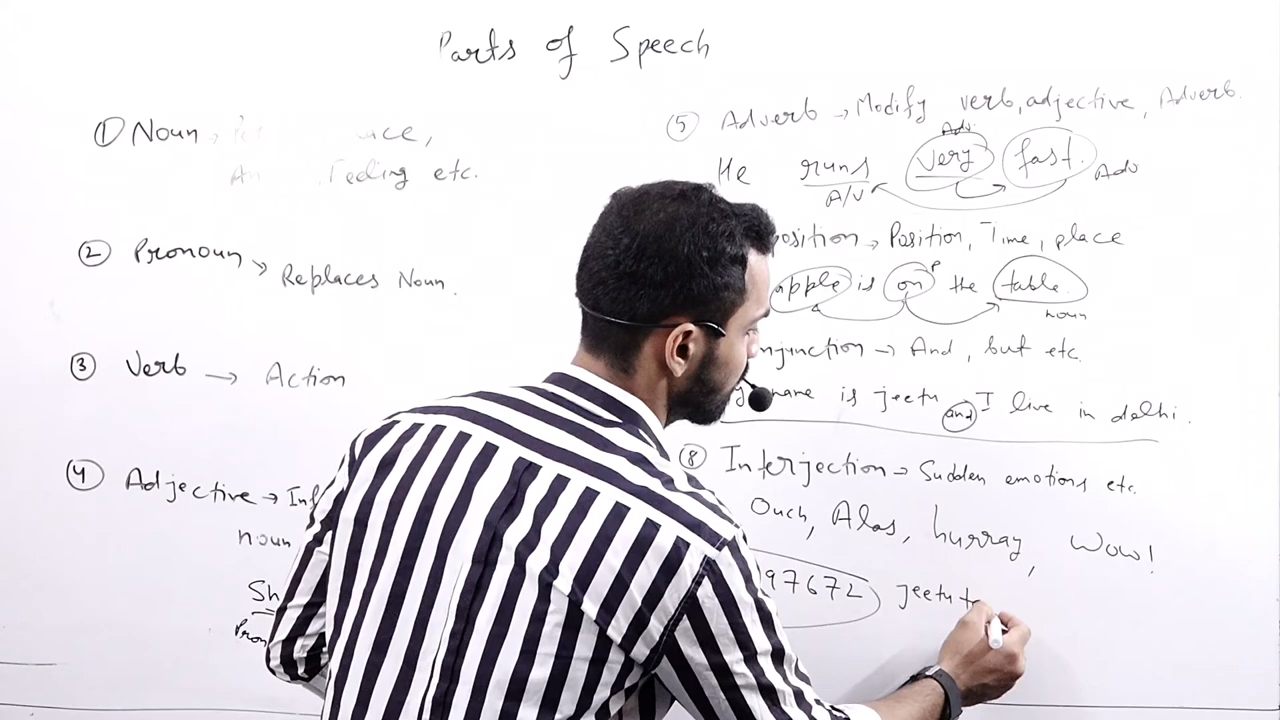 Parts of Speech
① Noun →
Feeling etc.
② Pronoun → Replaces Noun.
③ Verb → Action
④ Adjective →
noun
⑤ Adverb → Modify verb, adjective, Adverb.
Adv
He runs very fast. Adv
A/V
Position, Time, place
P
apple is on the table.
noun
And, but etc.
name is jeetu and I live in delhi.
⑧ Interjection → Sudden emotions etc.
Ouch, Alas, hurray, Wow!
97672 jeetu